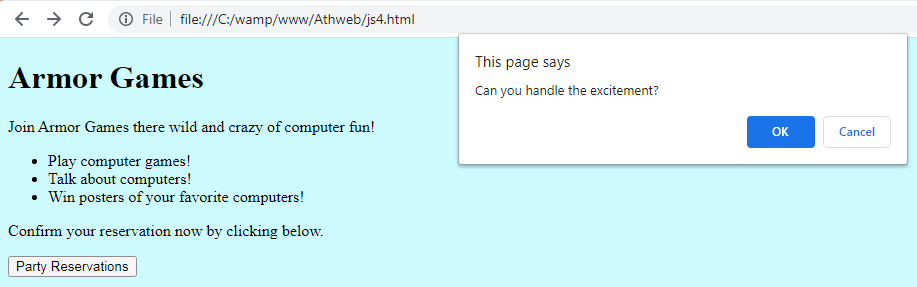 File | file:///C:/wamp/www/Athweb/js4.html
This page says
Can you handle the excitement?
OK Cancel
Armor Games
Join Armor Games there wild and crazy of computer fun!
• Play computer games!
• Talk about computers!
• Win posters of your favorite computers!
Confirm your reservation now by clicking below.
Party Reservations